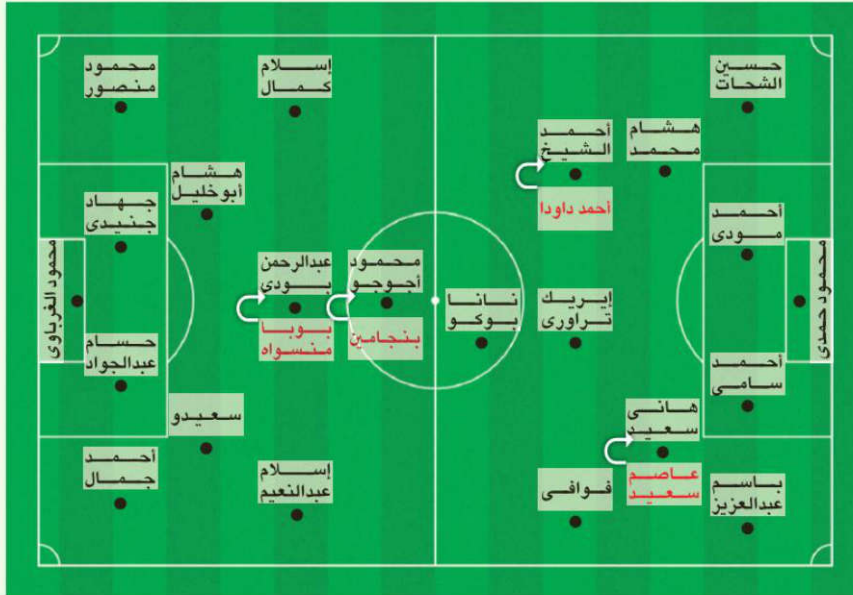 حسين
الشحات
هشام
محمد
أحمد
الشيخ
أحمد داودا
أحمد
مودى
محمود حمدى
أحمد
سامى
باسم
عبدالعزيز
هانى
سعيد
عاصم
سعيد
إيريك
تراورى
فوافى
نانا
بوكو
محمود
أجوجو
بنجامين
إسلام
كمال
عبدالرحمن
بودى
بوبا
منسواه
إسلام
عبدالنعيم
هشام
أبوخليل
سعيدو
محمود
منصور
جهاد
جنيدى
حسام
عبدالجواد
أحمد
جمال
محمود الغرباوى